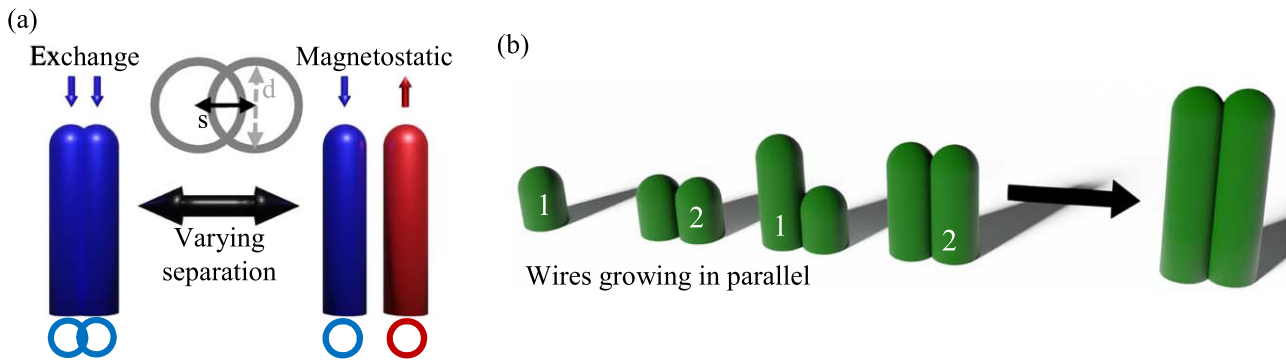 (a)
Exchange
Magnetostatic
d
s
Varying
separation
(b)
1
2
1
2
Wires growing in parallel